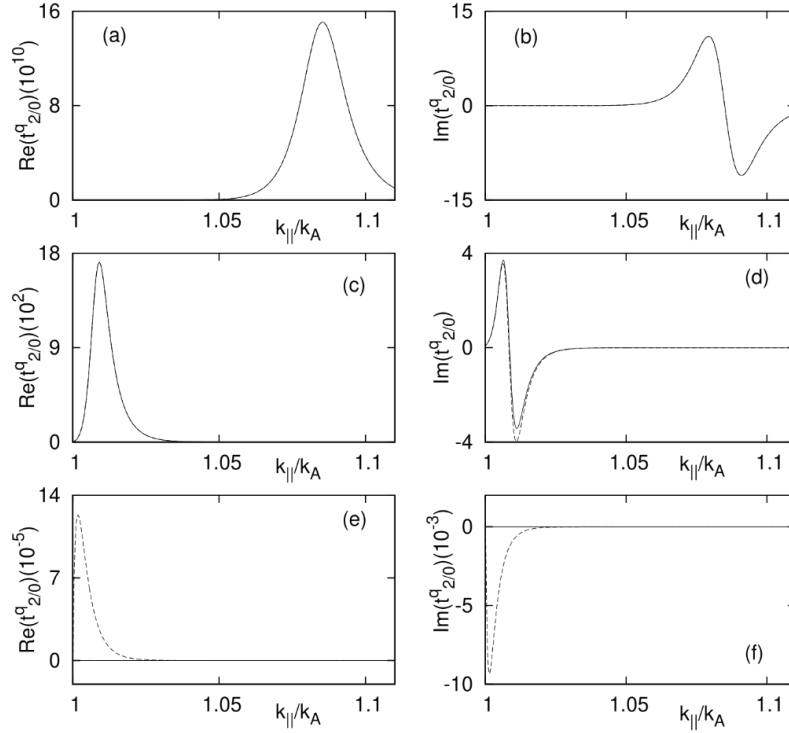 16
8
0
Re(t^q_{2/0})(10^{10})
(a)
1
1.05
1.1
k_{||}/k_A
15
0
-15
Im(t^q_{2/0})
(b)
1
1.05
1.1
k_{||}/k_A
18
9
0
Re(t^q_{2/0})(10^2)
(c)
1
1.05
1.1
k_{||}/k_A
4
0
-4
Im(t^q_{2/0})
(d)
1
1.05
1.1
k_{||}/k_A
14
7
0
Re(t^q_{2/0})(10^{-5})
(e)
1
1.05
1.1
k_{||}/k_A
0
-5
-10
Im(t^q_{2/0})(10^{-3})
(f)
1
1.05
1.1
k_{||}/k_A